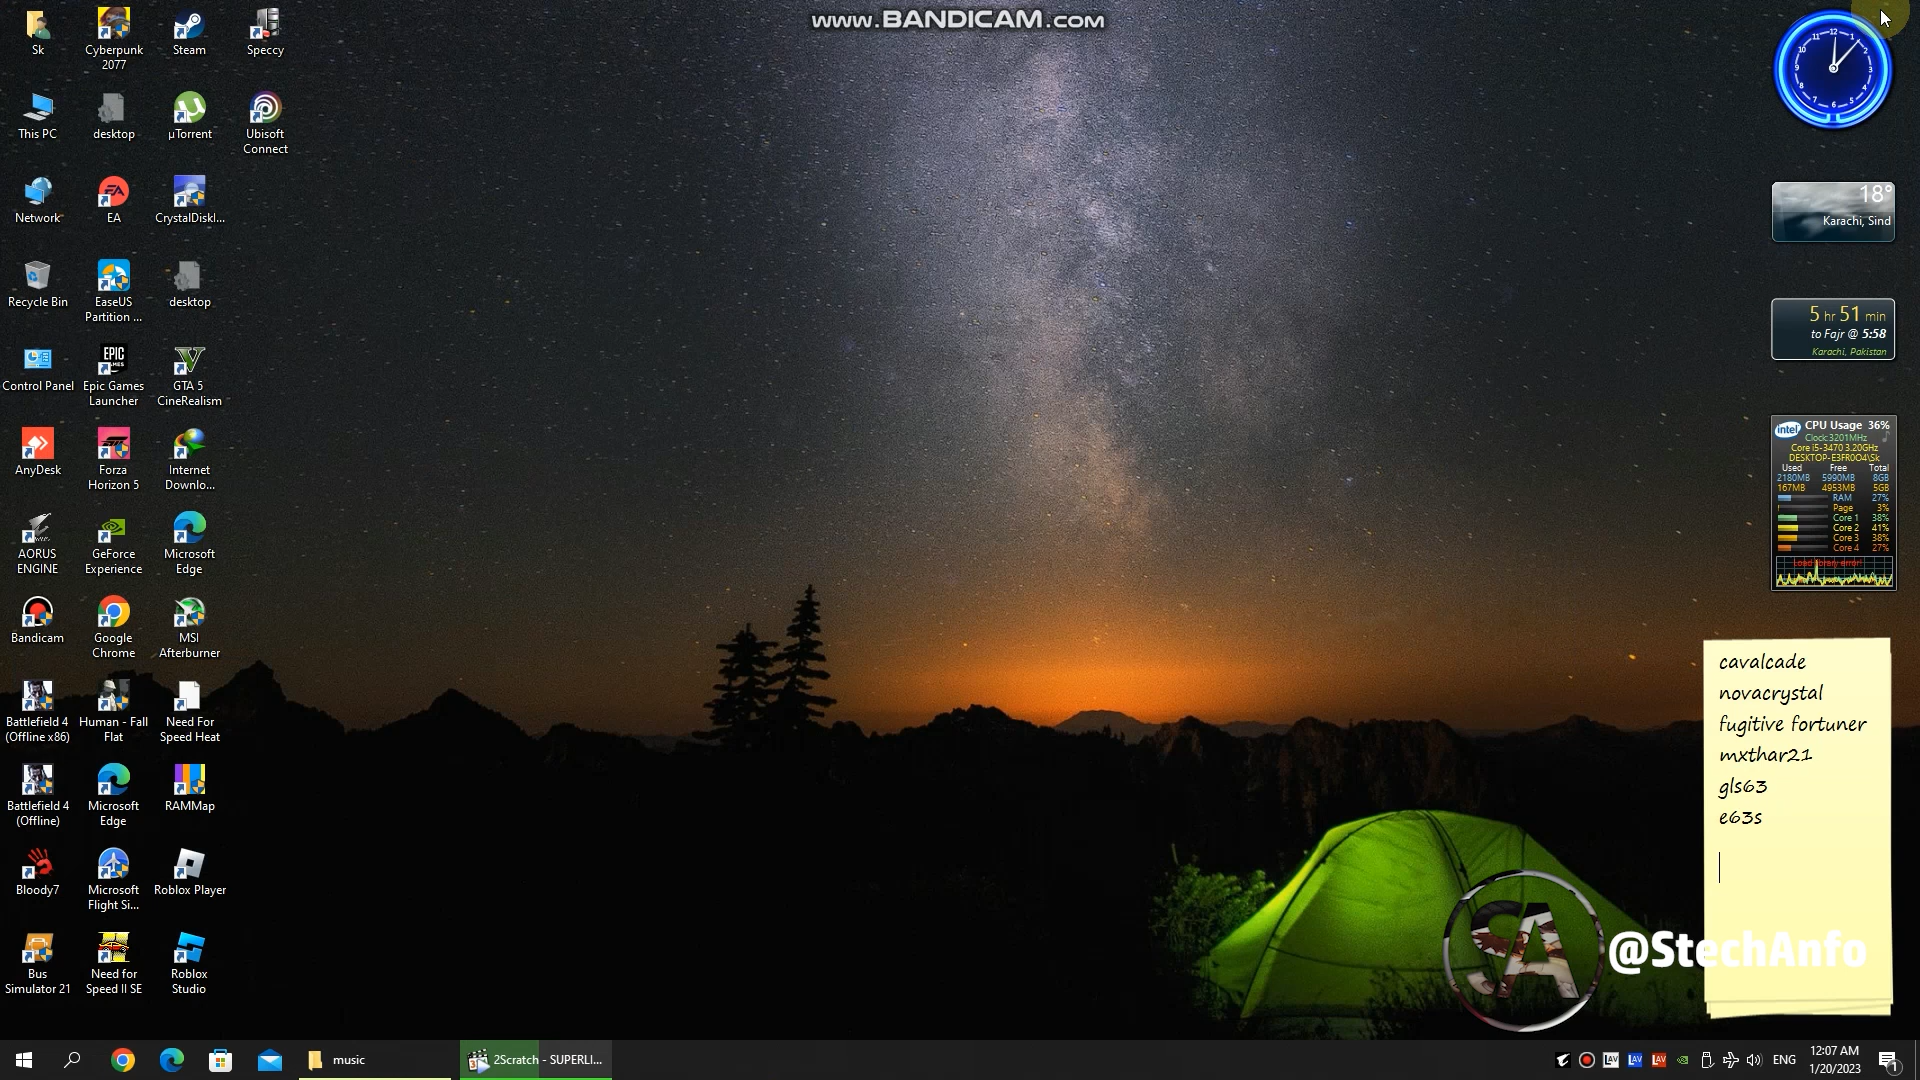 www.BANDICAM.com
Sk
Cyberpunk
2077
Steam
Speccy
This PC
desktop
µTorrent
Ubisoft
Connect
Network
EA
CrystalDiskI...
Recycle Bin
EaseUS
Partition ...
desktop
Control Panel
Epic Games
Launcher
GTA 5
CineRealism
AnyDesk
Forza
Horizon 5
Internet
Downlo...
AORUS
ENGINE
GeForce
Experience
Microsoft
Edge
Bandicam
Google
Chrome
MSI
Afterburner
Battlefield 4
(Offline x86)
Human - Fall
Flat
Need For
Speed Heat
Battlefield 4
(Offline)
Microsoft
Edge
RAMMap
Bloody7
Microsoft
Flight Si...
Roblox Player
Bus
Simulator 21
Need for
Speed II SE
Roblox
Studio
18°
Karachi, Sind
5 hr 51 min
to Fajr @ 5:58
Karachi, Pakistan
intel CPU Usage 36%
Clock:3201MHz
Core i5-3470 3.20GHz
DESKTOP-E3FR0O4\Sk
Used Free Total
2180MB 5990MB 8GB
167MB 4953MB 5GB
RAM 27%
Page 3%
Core 1 38%
Core 2 41%
Core 3 38%
Core 4 27%
cavalcade
novacrystal
fugitive fortuner
mxthar21
gls63
e63s
SA
@StechAnfo
music
2Scratch - SUPERLI...
ENG
12:07 AM
1/20/2023
1